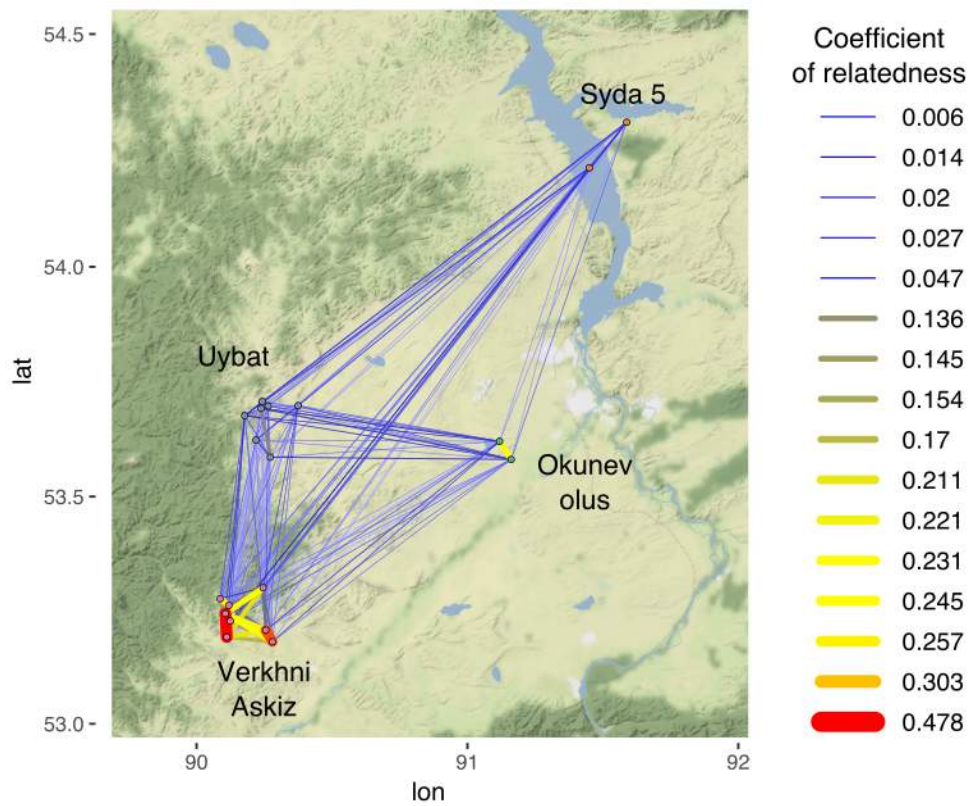 54.5
54.0
53.5
53.0
lat
90
91
92
lon
Syda 5
Uybat
Okunev
olus
Verkhni
Askiz
Coefficient
of relatedness
0.006
0.014
0.02
0.027
0.047
0.136
0.145
0.154
0.17
0.211
0.221
0.231
0.245
0.257
0.303
0.478